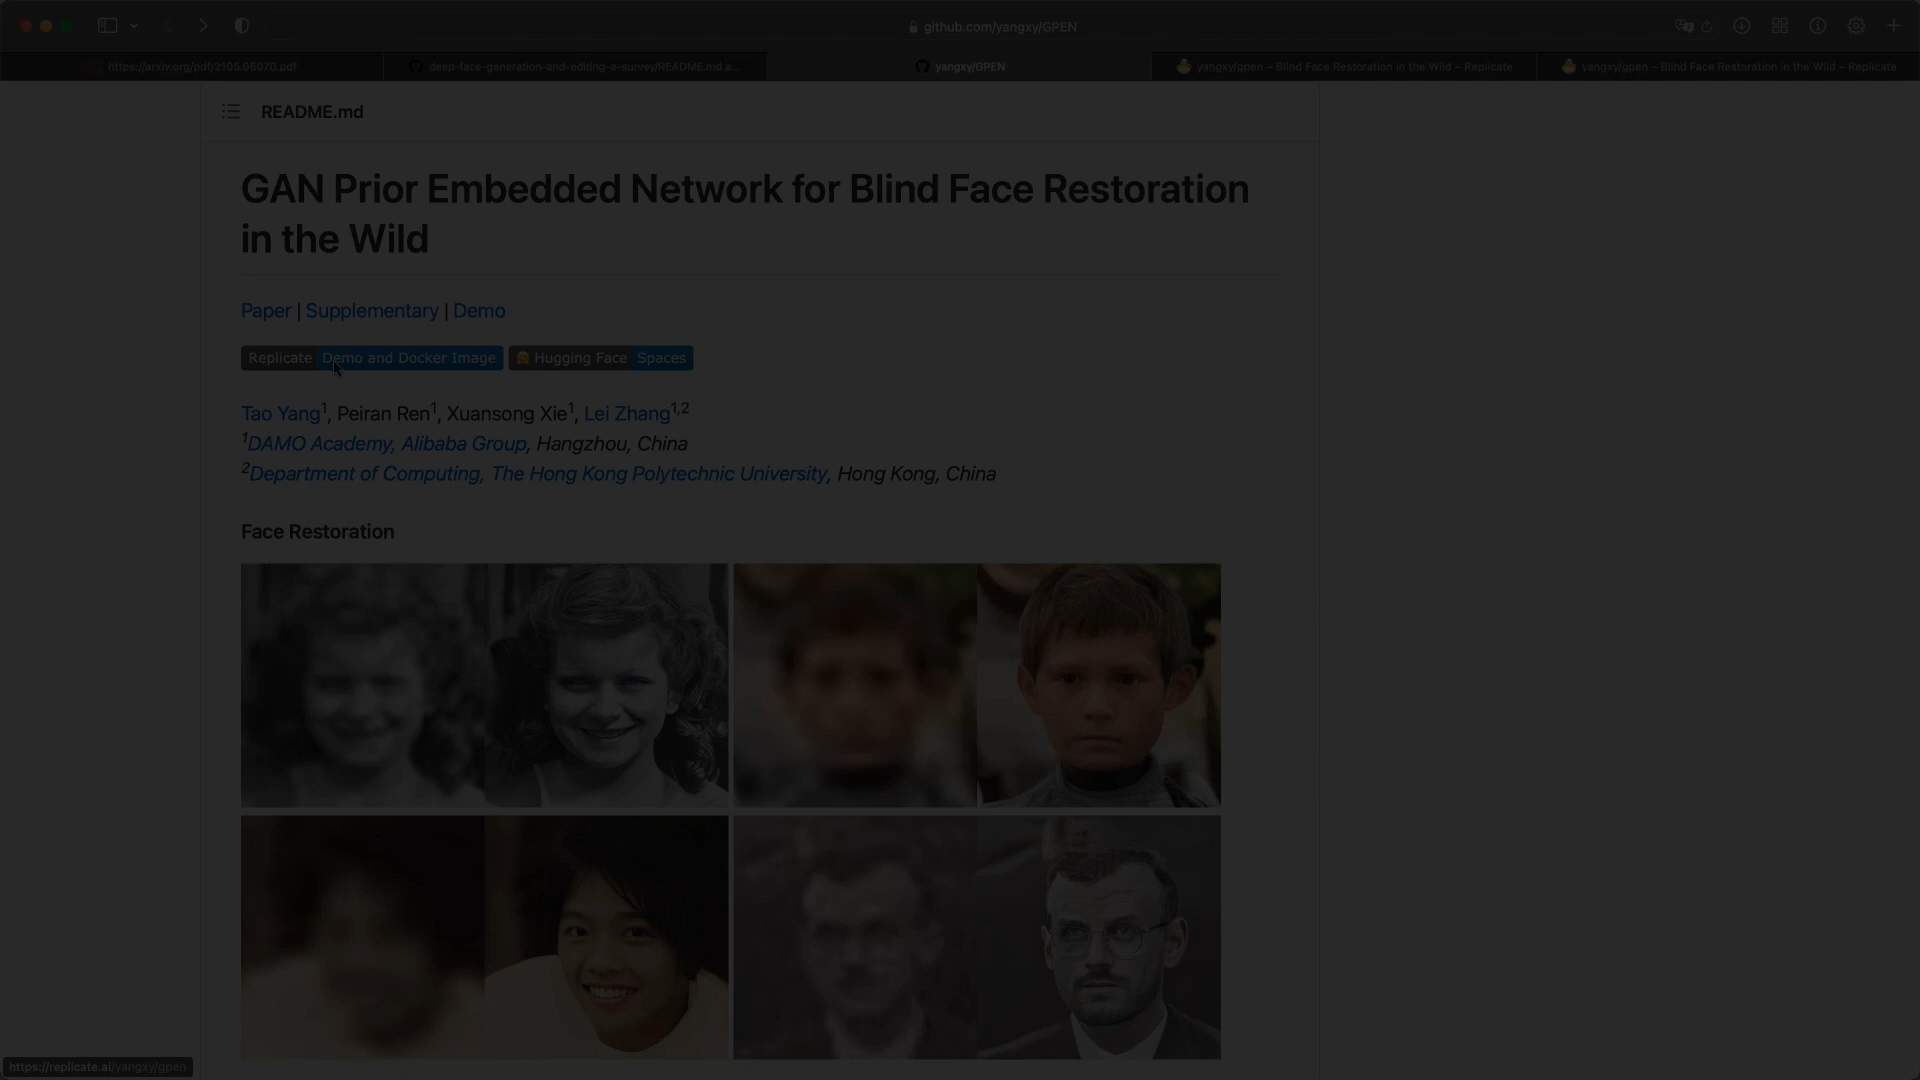 github.com/yangxy/GPEN
https://arxiv.org/pdf/2105.06070.pdf
deep-face-generation-and-editing-a-survey/README.md a...
yangxy/GPEN
yangxy/gpen – Blind Face Restoration in the Wild – Replicate
yangxy/gpen – Blind Face Restoration in the Wild – Replicate
README.md
GAN Prior Embedded Network for Blind Face Restoration
in the Wild
Paper | Supplementary | Demo
Replicate Demo and Docker Image Hugging Face Spaces
Tao Yang¹, Peiran Ren¹, Xuansong Xie¹, Lei Zhang¹,²
¹DAMO Academy, Alibaba Group, Hangzhou, China
²Department of Computing, The Hong Kong Polytechnic University, Hong Kong, China
Face Restoration
https://replicate.ai/yangxy/gpen